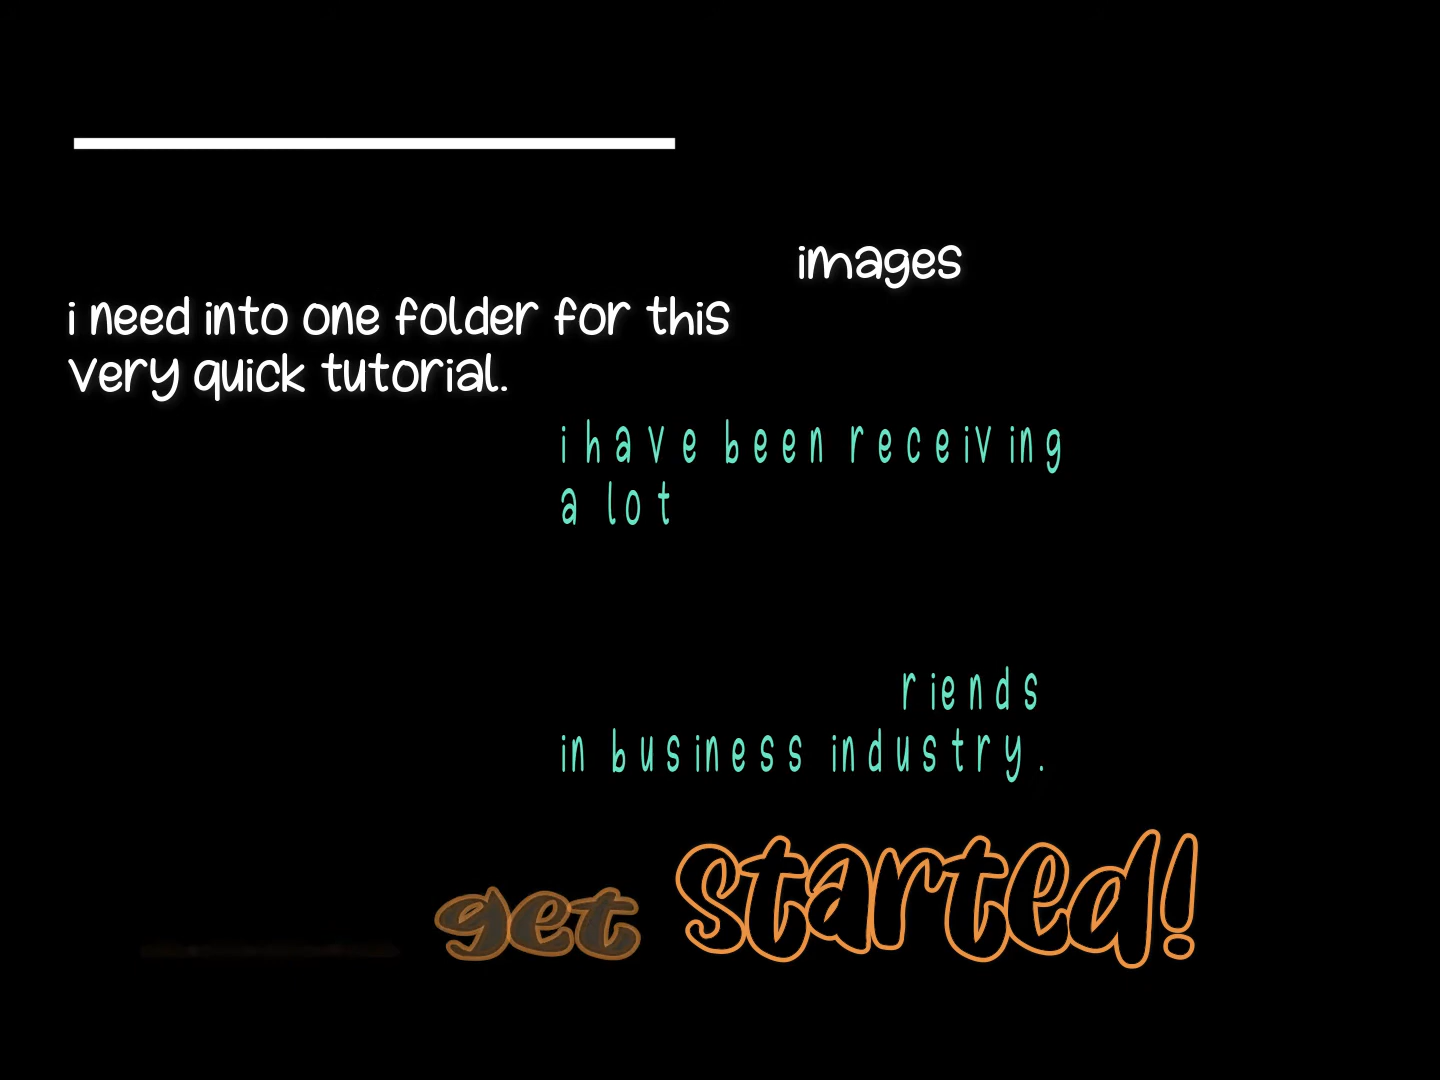 images
i need into one folder for this
very quick tutorial.
i have been receiving
a lot
riends
in business industry.
get started!